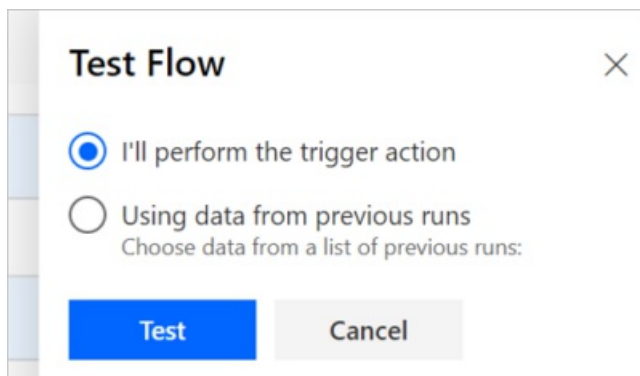 Test Flow
I'll perform the trigger action
Using data from previous runs
Choose data from a list of previous runs:
Test
Cancel